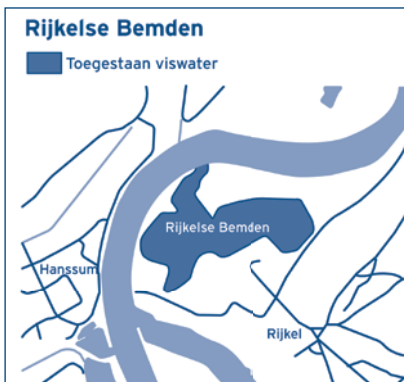 Rijkelse Bemden
Toegestaan viswater
Rijkelse Bemden
Hanssum
Rijkel